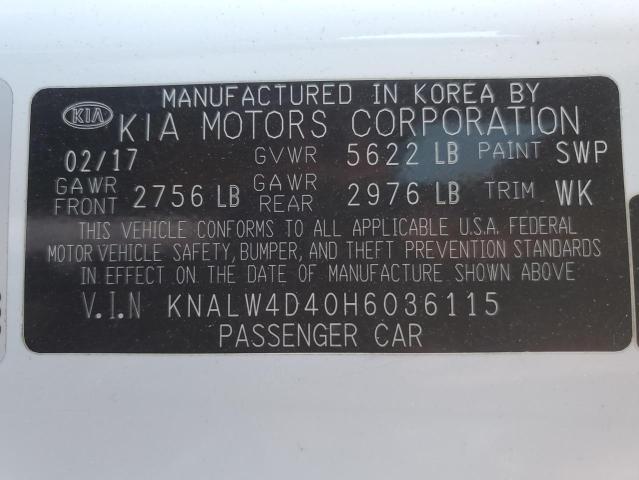 MANUFACTURED IN KOREA BY
KIA KIA MOTORS CORPORATION
02/17 GVWR 5622 LB PAINT SWP
GAWR FRONT 2756 LB GAWR REAR 2976 LB TRIM WK
THIS VEHICLE CONFORMS TO ALL APPLICABLE U.S.A. FEDERAL
MOTOR VEHICLE SAFETY, BUMPER, AND THEFT PREVENTION STANDARDS
IN EFFECT ON THE DATE OF MANUFACTURE SHOWN ABOVE
V.I.N KNALW4D40H6036115
PASSENGER CAR